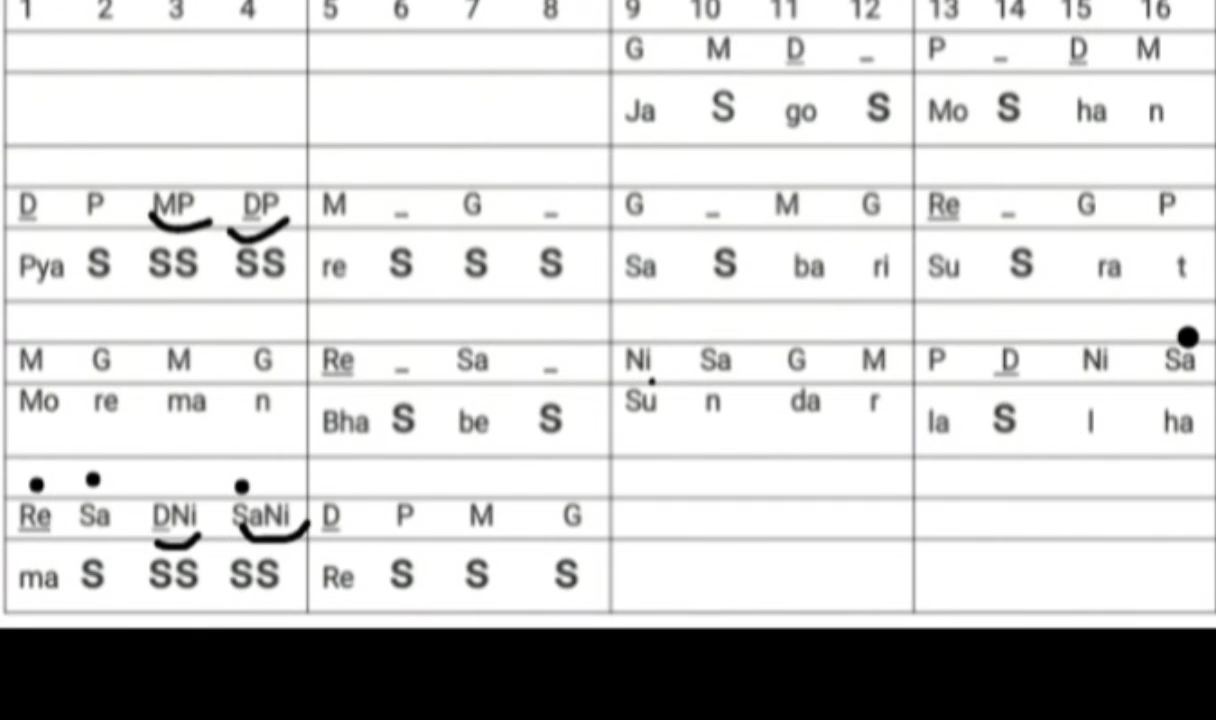 1 2 3 4 5 6 7 8 9 10 11 12 13 14 15 16
G M D _ P _ D M
Ja S go S Mo S ha n
D P MP DP M _ G _ G _ M G Re _ G P
Pya S SS SS re S S S Sa S ba ri Su S ra t
M G M G Re _ Sa _ Ni Sa G M P D Ni Sa
Mo re ma n Bha S be S Su n da r la S l ha
Re Sa DNi SaNi D P M G
ma S SS SS Re S S S